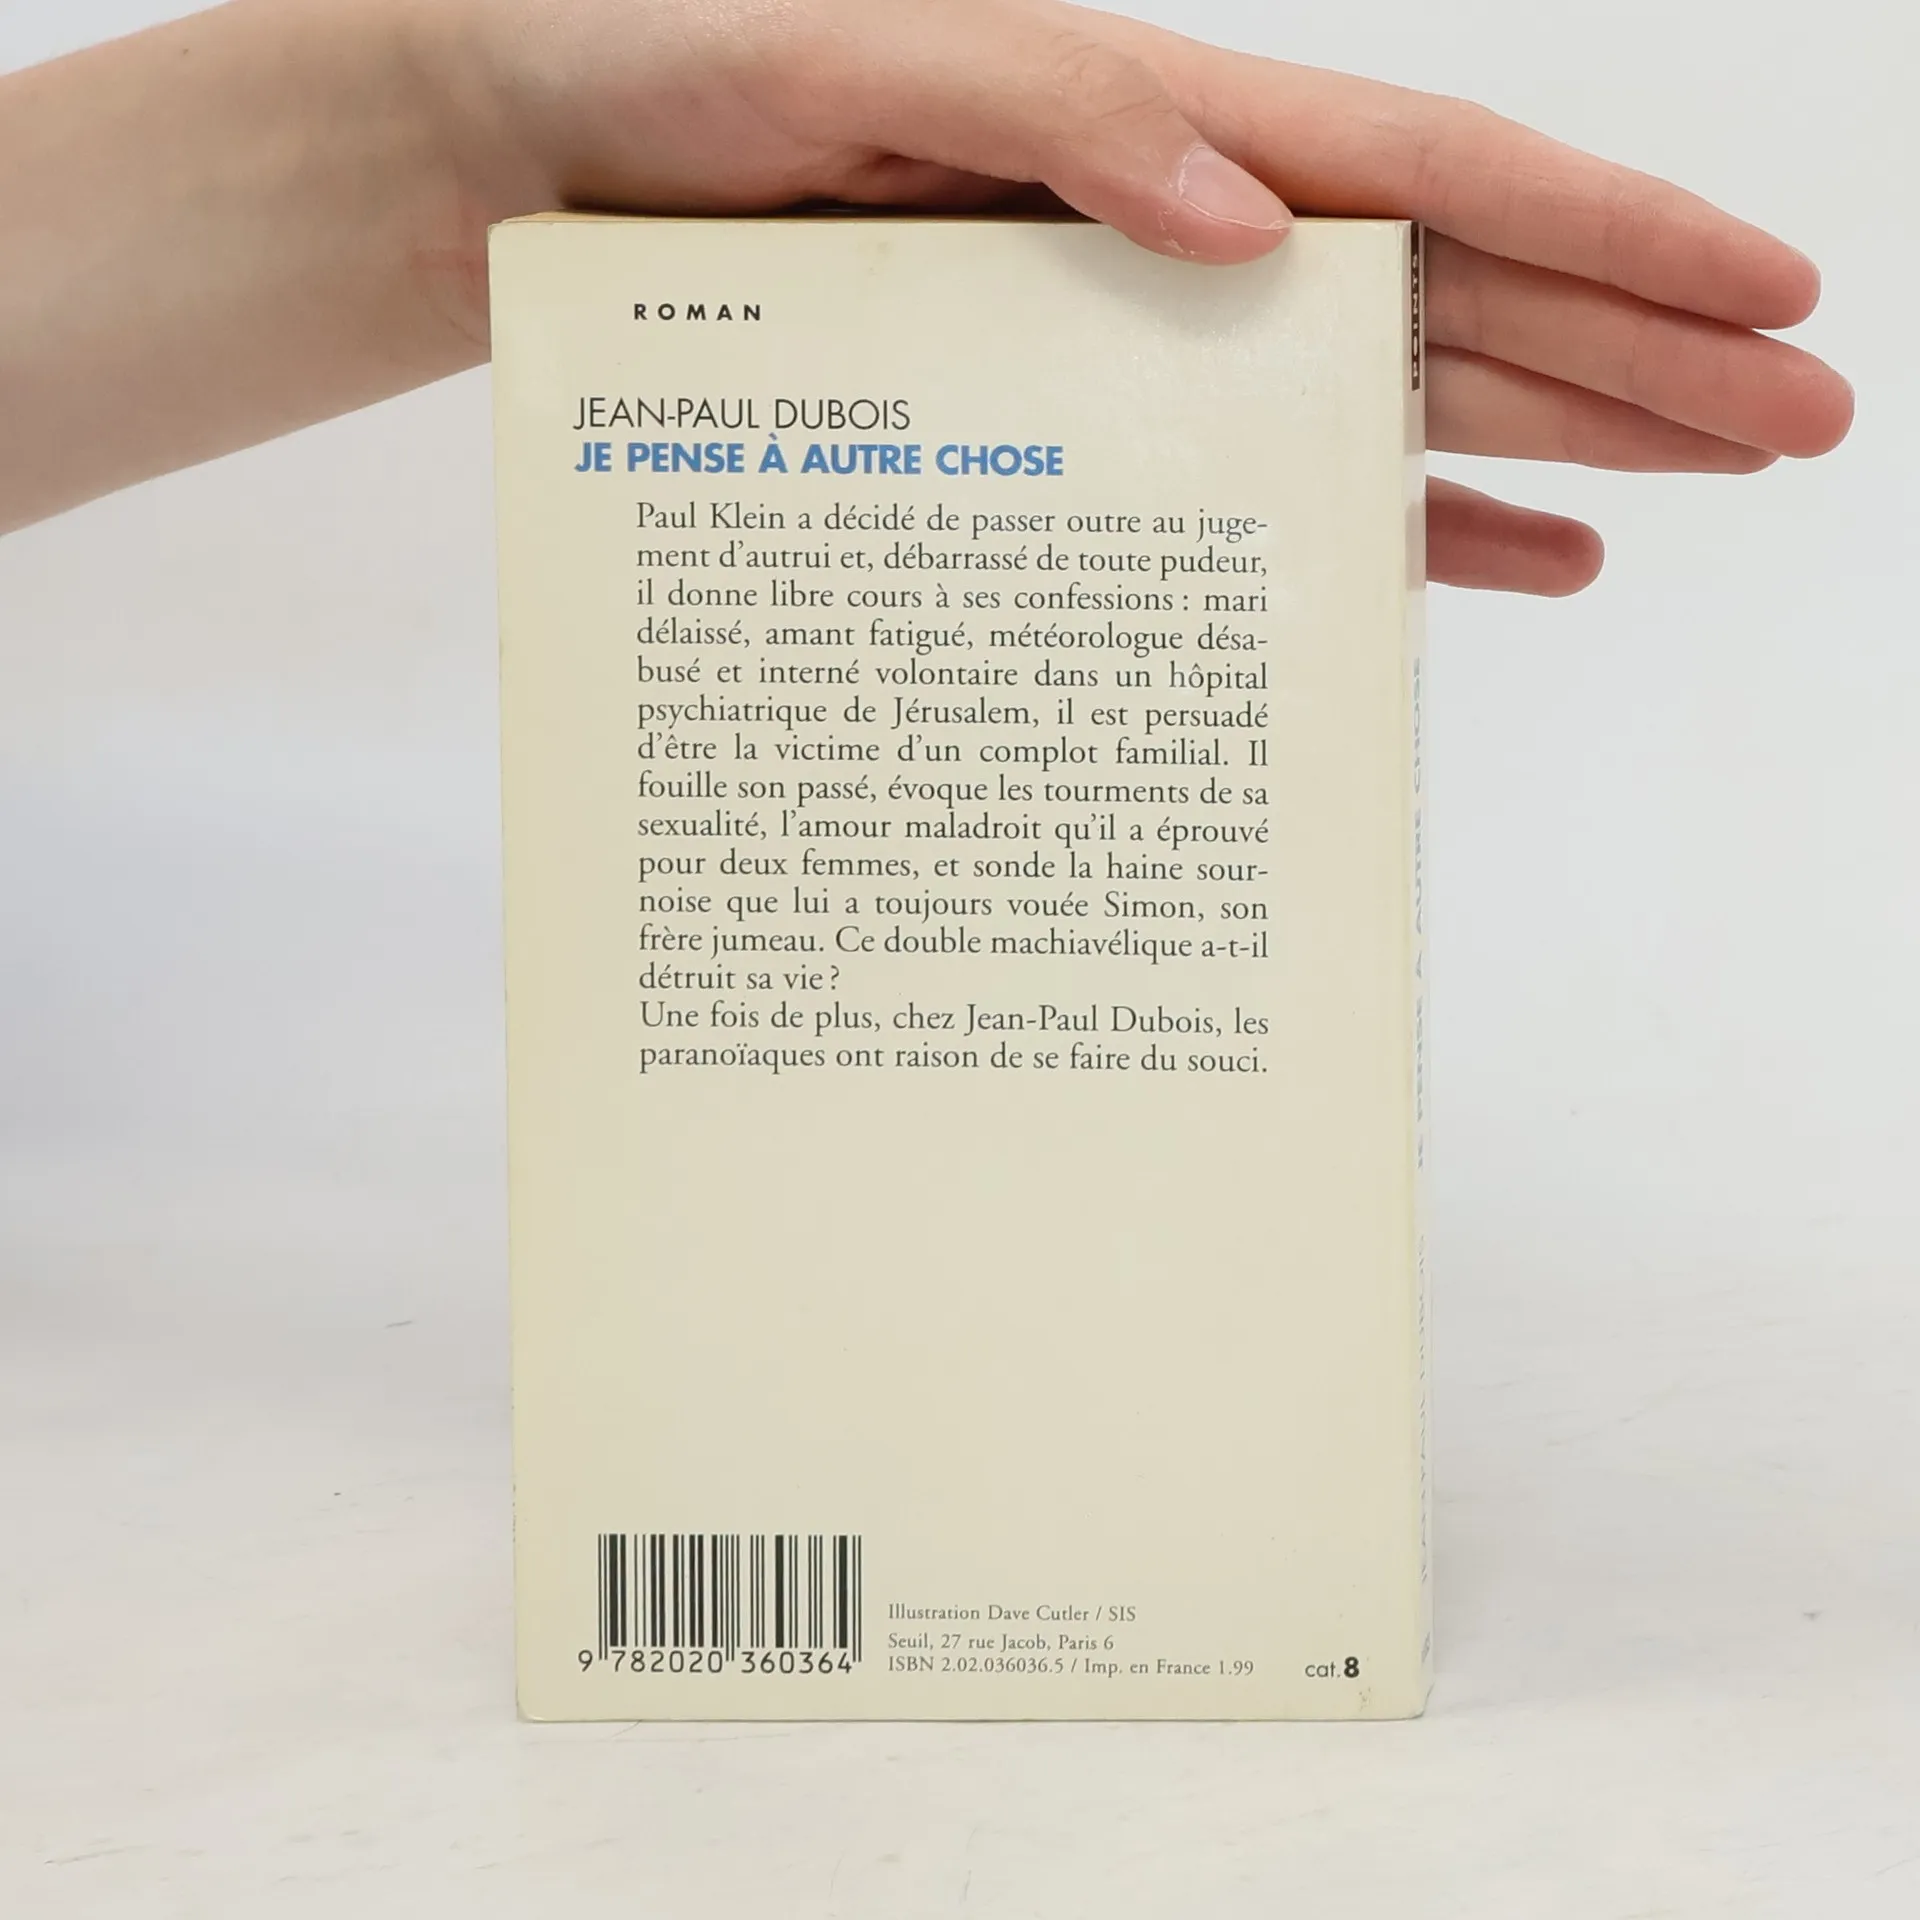 ROMAN
JEAN-PAUL DUBOIS
JE PENSE À AUTRE CHOSE
Paul Klein a décidé de passer outre au juge-
ment d'autrui et, débarrassé de toute pudeur,
il donne libre cours à ses confessions : mari
délaissé, amant fatigué, météorologue désa-
busé et interné volontaire dans un hôpital
psychiatrique de Jérusalem, il est persuadé
d'être la victime d'un complot familial. Il
fouille son passé, évoque les tourments de sa
sexualité, l'amour maladroit qu'il a éprouvé
pour deux femmes, et sonde la haine sour-
noise que lui a toujours vouée Simon, son
frère jumeau. Ce double machiavélique a-t-il
détruit sa vie ?
Une fois de plus, chez Jean-Paul Dubois, les
paranoïaques ont raison de se faire du souci.
9 782020 360364
Illustration Dave Cutler / SIS
Seuil, 27 rue Jacob, Paris 6
ISBN 2.02.036036.5 / Imp. en France 1.99
cat.8
POINTS
JEAN-PAUL DUBOIS JE PENSE À AUTRE CHOSE